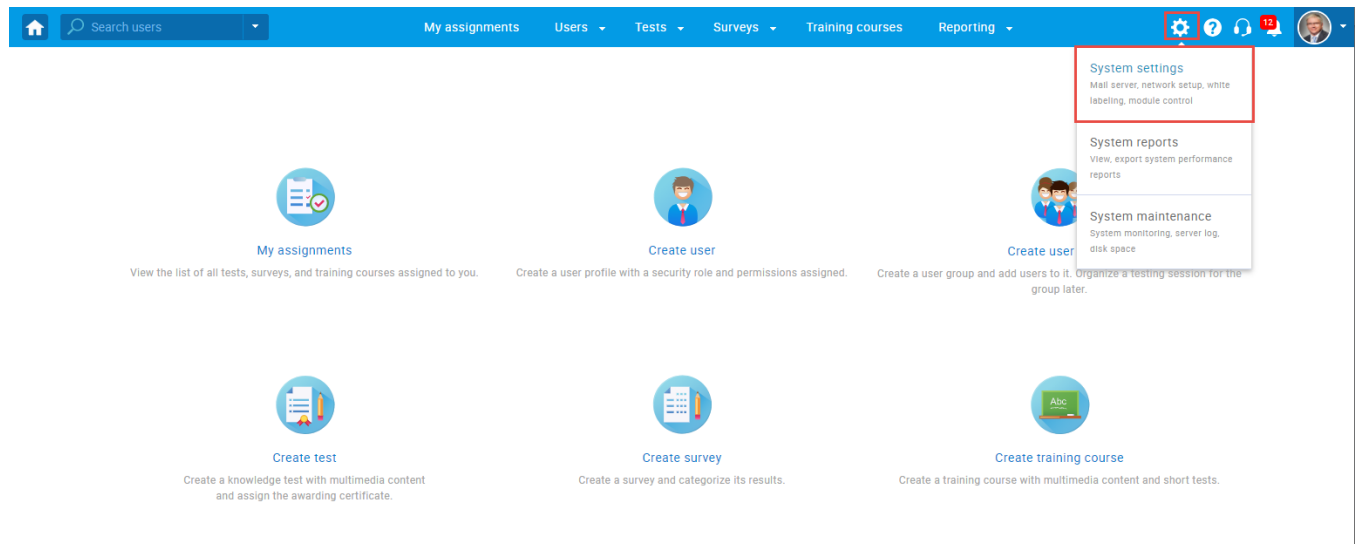 Search users
My assignments
Users
Tests
Surveys
Training courses
Reporting
12
System settings
Mail server, network setup, white
labeling, module control
System reports
View, export system performance
reports
System maintenance
System monitoring, server log,
disk space
My assignments
View the list of all tests, surveys, and training courses assigned to you.
Create user
Create a user profile with a security role and permissions assigned.
Create user
Create a user group and add users to it. Organize a testing session for the
group later.
Create test
Create a knowledge test with multimedia content
and assign the awarding certificate.
Create survey
Create a survey and categorize its results.
Abc
Create training course
Create a training course with multimedia content and short tests.